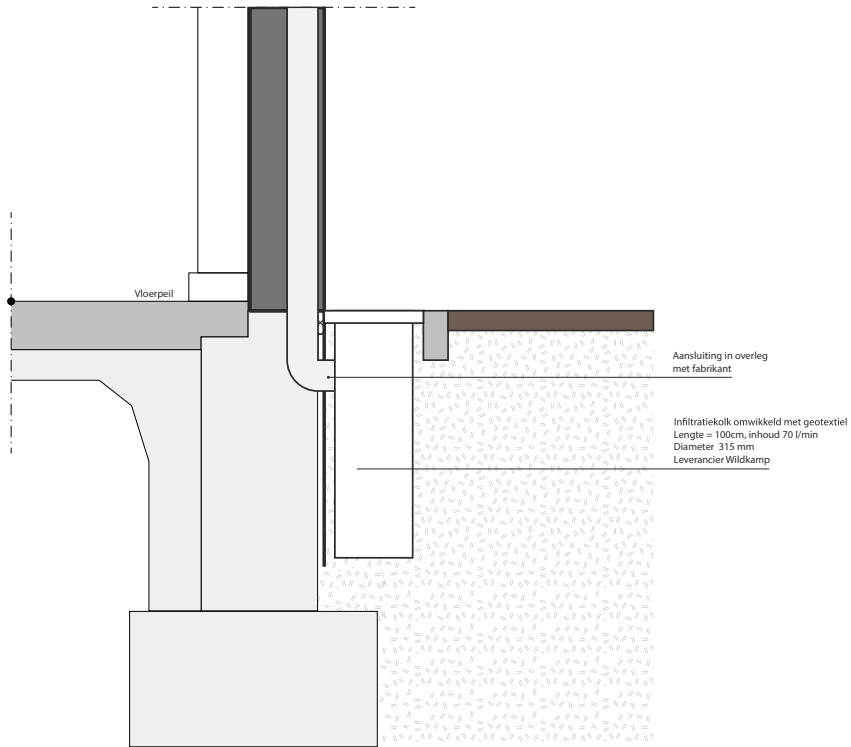 Vloerpeil
Aansluiting in overleg
met fabrikant
Infiltratiekolk omwikkeld met geotextiel
Lengte = 100cm, inhoud 70 l/min
Diameter 315 mm
Leverancier Wildkamp